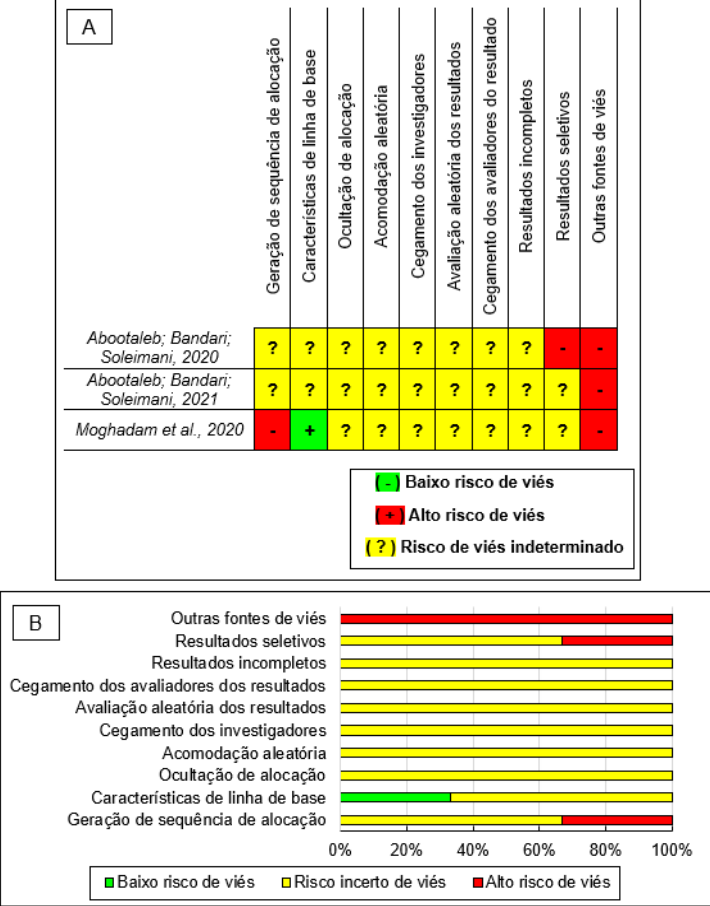 A
Geração de sequência de alocação
Características de linha de base
Ocultação de alocação
Acomodação aleatória
Cegamento dos investigadores
Avaliação aleatória dos resultados
Cegamento dos avaliadores do resultado
Resultados incompletos
Resultados seletivos
Outras fontes de viés
Abootaleb; Bandari;
Soleimani, 2020
? ? ? ? ? ? ? ? - -
Abootaleb; Bandari;
Soleimani, 2021
? ? ? ? ? ? ? ? ? -
Moghadam et al., 2020
- + ? ? ? ? ? ? ? -
( - ) Baixo risco de viés
( + ) Alto risco de viés
( ? ) Risco de viés indeterminado
B
Outras fontes de viés
Resultados seletivos
Resultados incompletos
Cegamento dos avaliadores dos resultados
Avaliação aleatória dos resultados
Cegamento dos investigadores
Acomodação aleatória
Ocultação de alocação
Características de linha de base
Geração de sequência de alocação
0% 20% 40% 60% 80% 100%
Baixo risco de viés Risco incerto de viés Alto risco de viés